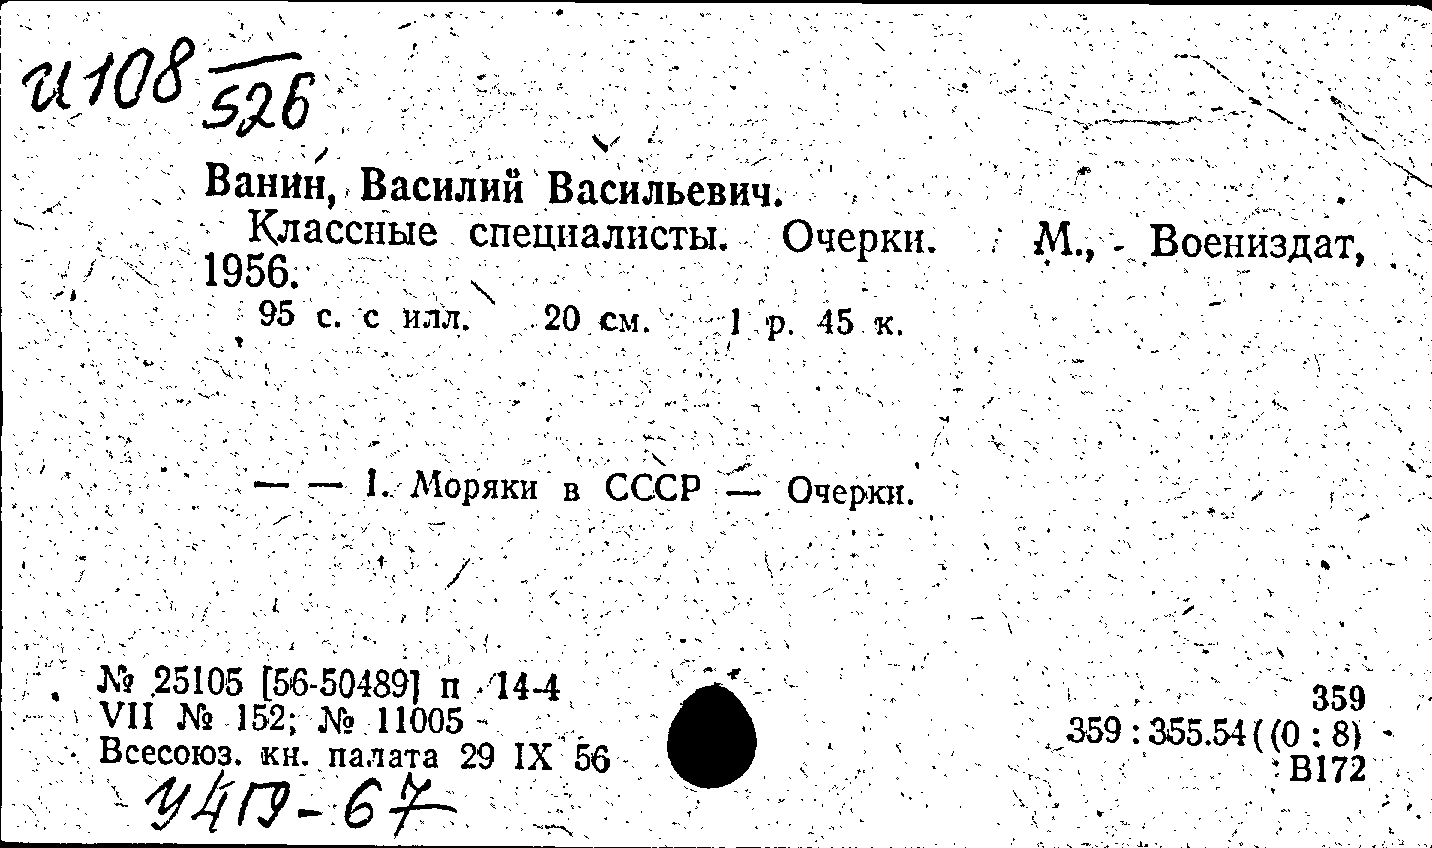 И108
526
Ванин, Василий Васильевич.
Классные специалисты. Очерки. М., Воениздат,
1956.
95 с. с илл. 20 см. 1 р. 45 к.
— — 1. Моряки в СССР — Очерки.
№ 25105 [56-50489] п 14-4
VII № 152; № 11005
Всесоюз. кн. палата 29 IX 56
359
359 : 355.54 ((0 : 8)
В172
-67